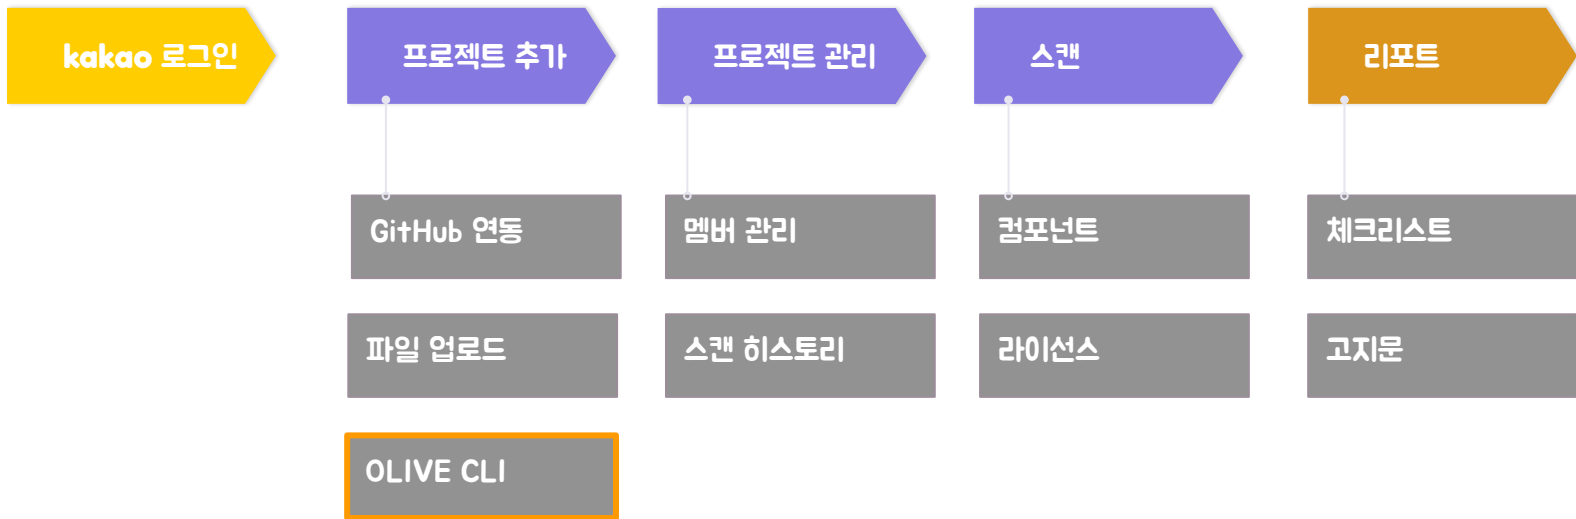 kakao 로그인
프로젝트 추가
프로젝트 관리
스캔
리포트
GitHub 연동
멤버 관리
컴포넌트
체크리스트
파일 업로드
스캔 히스토리
라이선스
고지문
OLIVE CLI